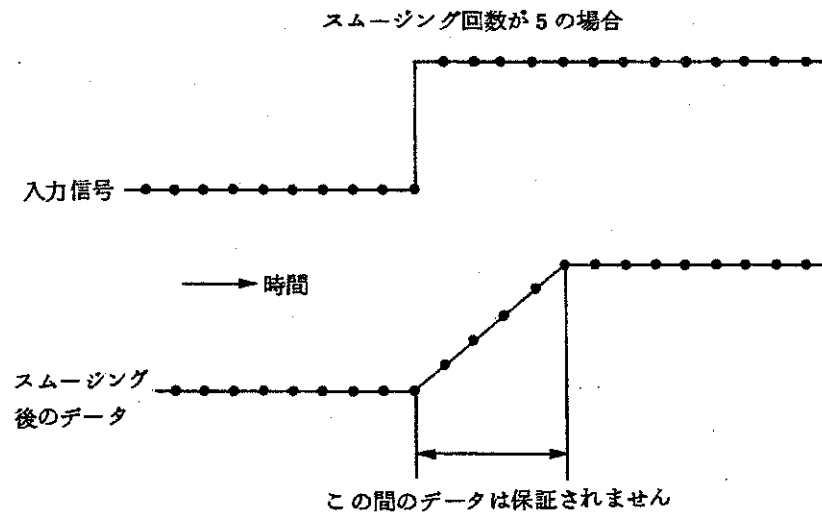 スムージング回数が5の場合
入力信号
時間
スムージング
後のデータ
この間のデータは保証されません